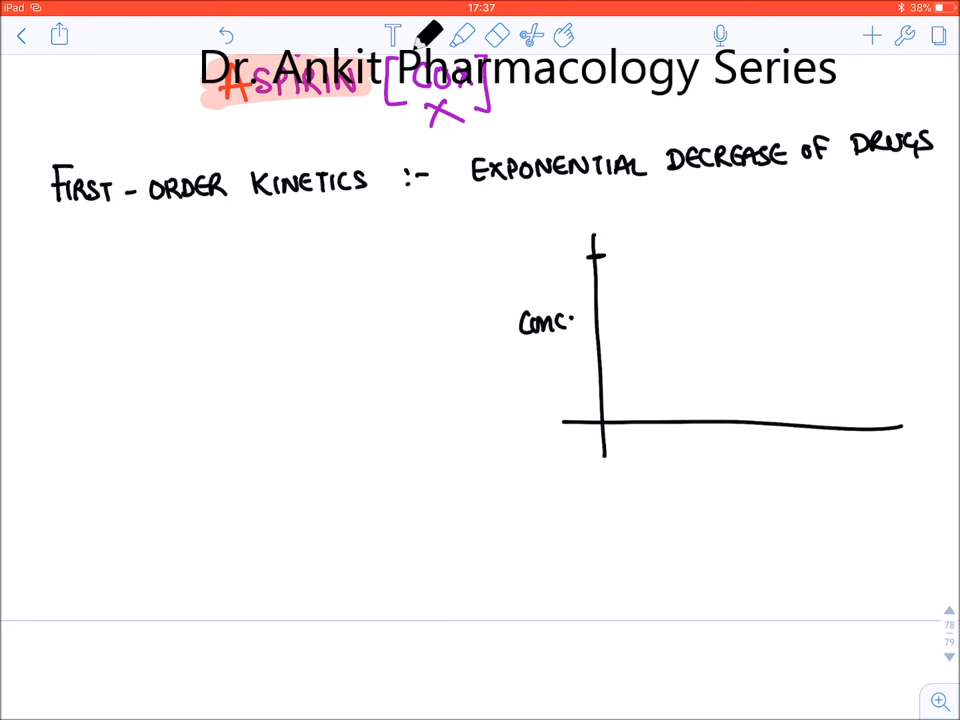 iPad 17:37 38%
Dr. Ankit Pharmacology Series
ASPIRIN [COX]
FIRST-ORDER KINETICS :- EXPONENTIAL DECREASE OF DRUGS
CONC.
78
79